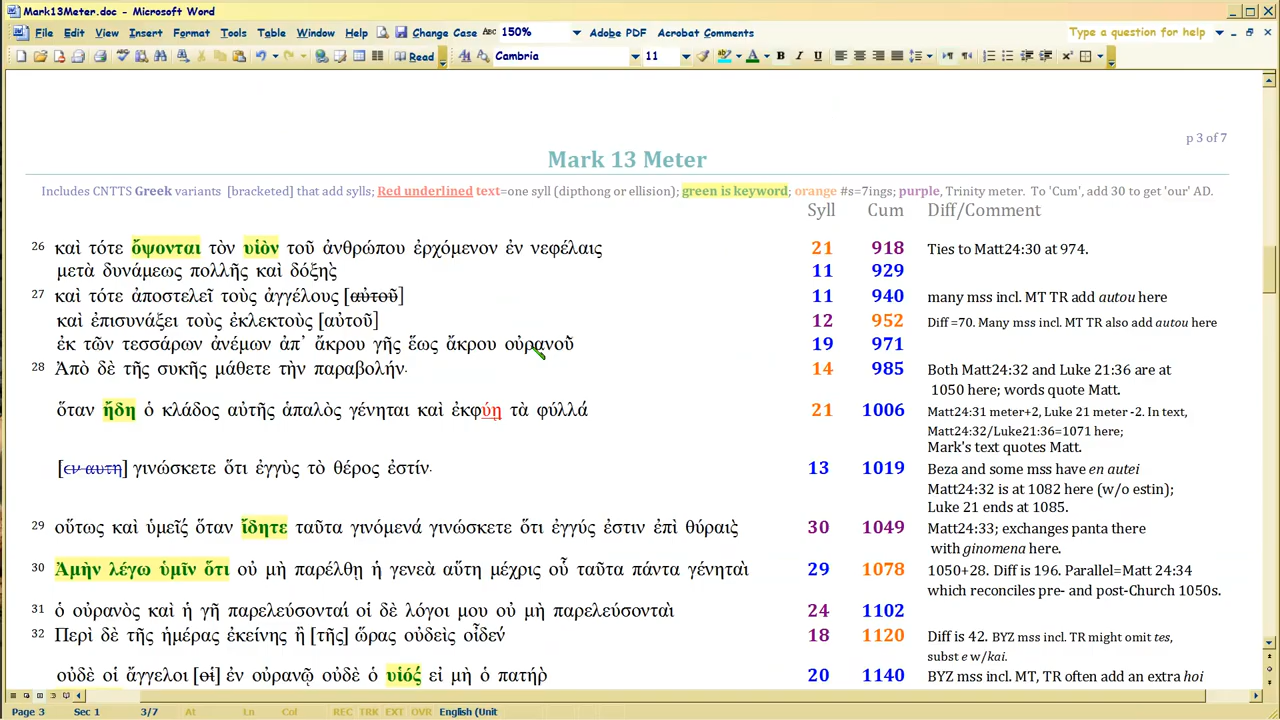 Mark13Meter.doc - Microsoft Word
File Edit View Insert Format Tools Table Window Help Change Case 150% Adobe PDF Acrobat Comments Type a question for help
Read Cambria 11 B I U
p 3 of 7
Mark 13 Meter
Includes CNTTS Greek variants [bracketed] that add sylls; Red underlined text=one syll (dipthong or ellision); green is keyword; orange #s=7ings; purple, Trinity meter. To 'Cum', add 30 to get 'our' AD.
Syll Cum Diff/Comment
26 καὶ τότε ὄψονται τὸν υἱὸν τοῦ ἀνθρώπου ἐρχόμενον ἐν νεφέλαις 21 918 Ties to Matt24:30 at 974.
μετὰ δυνάμεως πολλῆς καὶ δόξης 11 929
27 καὶ τότε ἀποστελεῖ τοὺς ἀγγέλους [αὐτοῦ] 11 940 many mss incl. MT TR add autou here
καὶ ἐπισυνάξει τοὺς ἐκλεκτοὺς [αὐτοῦ] 12 952 Diff =70. Many mss incl. MT TR also add autou here
ἐκ τῶν τεσσάρων ἀνέμων ἀπ᾽ ἄκρου γῆς ἕως ἄκρου οὐρανοῦ 19 971
28 Ἀπὸ δὲ τῆς συκῆς μάθετε τὴν παραβολήν· 14 985 Both Matt24:32 and Luke 21:36 are at
1050 here; words quote Matt.
ὅταν ἤδη ὁ κλάδος αὐτῆς ἁπαλὸς γένηται καὶ ἐκφύῃ τὰ φύλλά 21 1006 Matt24:31 meter+2, Luke 21 meter -2. In text,
Matt24:32/Luke21:36=1071 here;
Mark's text quotes Matt.
[εν αυτη] γινώσκετε ὅτι ἐγγὺς τὸ θέρος ἐστίν· 13 1019 Beza and some mss have en autei
Matt24:32 is at 1082 here (w/o estin);
Luke 21 ends at 1085.
29 οὕτως καὶ ὑμεῖς ὅταν ἴδητε ταῦτα γινόμενά γινώσκετε ὅτι ἐγγύς ἐστιν ἐπὶ θύραις 30 1049 Matt24:33; exchanges panta there
with ginomena here.
30 Ἀμὴν λέγω ὑμῖν ὅτι οὐ μὴ παρέλθῃ ἡ γενεὰ αὕτη μέχρις οὗ ταῦτα πάντα γένηται 29 1078 1050+28. Diff is 196. Parallel=Matt 24:34
which reconciles pre- and post-Church 1050s.
31 ὁ οὐρανὸς καὶ ἡ γῆ παρελεύσονται οἱ δὲ λόγοι μου οὐ μὴ παρελεύσονται 24 1102
32 Περὶ δὲ τῆς ἡμέρας ἐκείνης ἢ [τῆς] ὥρας οὐδεὶς οἶδεν 18 1120 Diff is 42. BYZ mss incl. TR might omit tes,
subst e w/kai.
οὐδὲ οἱ ἄγγελοι [οἱ] ἐν οὐρανῷ οὐδὲ ὁ υἱός εἰ μὴ ὁ πατήρ 20 1140 BYZ mss incl. MT, TR often add an extra hoi
Page 3 Sec 1 3/7 At Ln Col REC TRK EXT OVR English (Unit